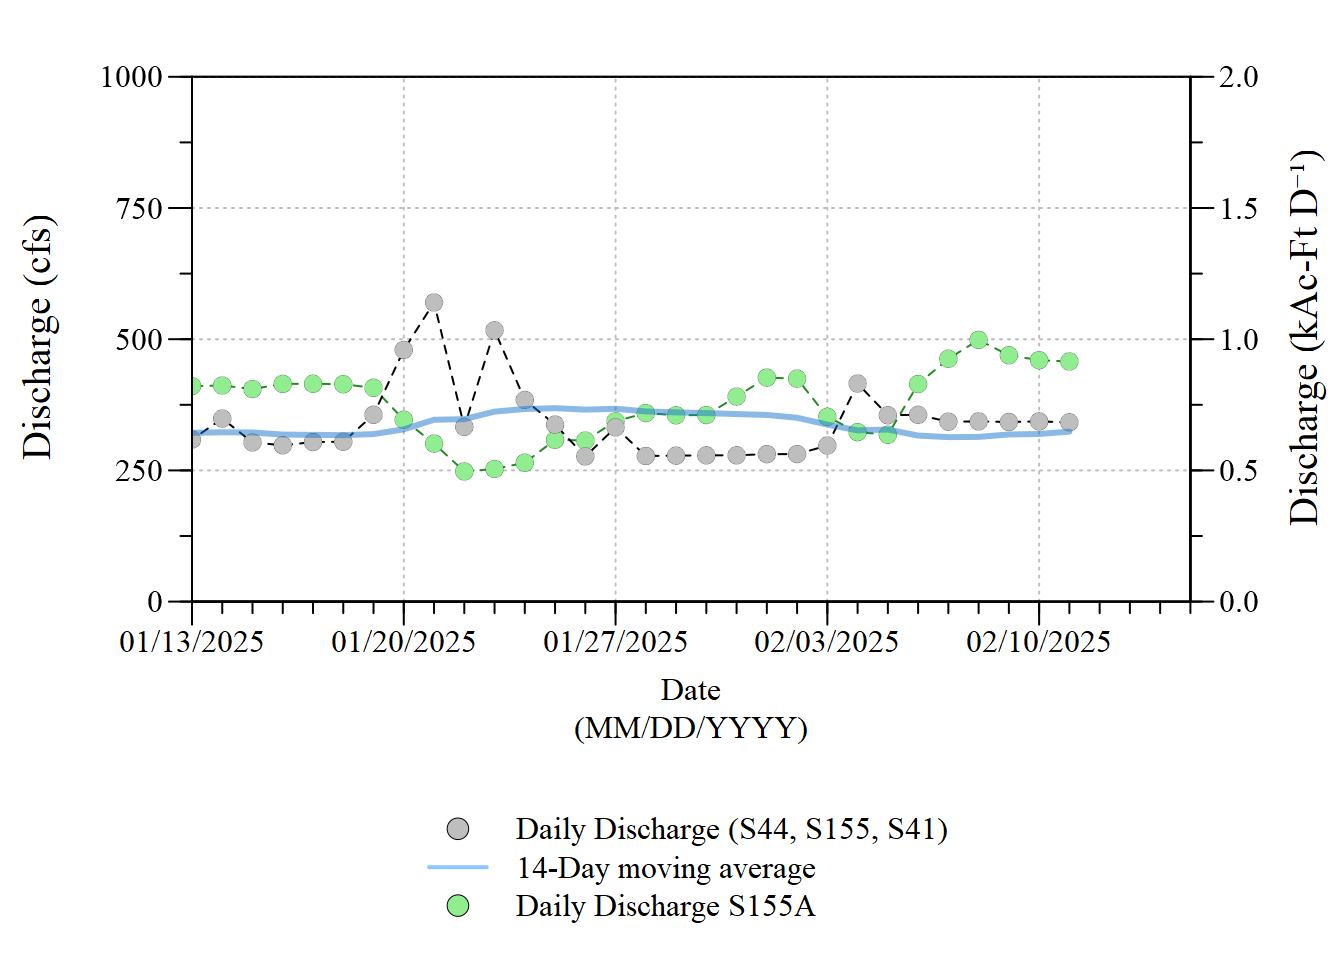 1000
750
500
250
0
Discharge (cfs)
2.0
1.5
1.0
0.5
0.0
Discharge (kAc-Ft D⁻¹)
01/13/2025 01/20/2025 01/27/2025 02/03/2025 02/10/2025
Date
(MM/DD/YYYY)
Daily Discharge (S44, S155, S41)
14-Day moving average
Daily Discharge S155A